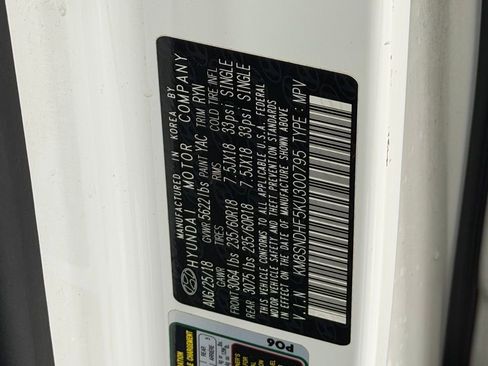 MANUFACTURED IN KOREA BY
HYUNDAI MOTOR COMPANY
AUG/25/18 GVWR 5622lbs PAINT YAC TRIM RYN
TIRES RIMS COLD TIRE INFL
FRONT 3064 lbs 235/60R18 7.5JX18 33psi SINGLE
REAR 3075 lbs 235/60R18 7.5JX18 33psi SINGLE
THIS VEHICLE CONFORMS TO ALL APPLICABLE U.S.A. FEDERAL
MOTOR VEHICLE SAFETY AND THEFT PREVENTION STANDARDS
IN EFFECT ON THE DATE OF MANUFACTURE SHOWN ABOVE.
V.I.N : KM8SNDHF5KU300795 TYPE : MPV
P06
REAR 3